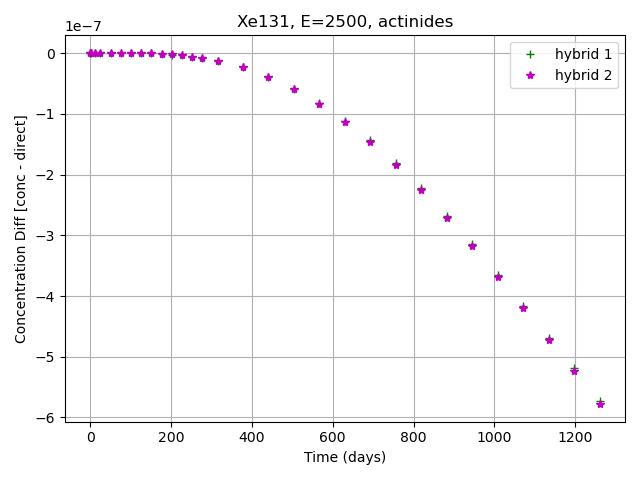 Xe131, E=2500, actinides
1e−7
hybrid 1
hybrid 2
0
−1
−2
−3
−4
−5
−6
Concentration Diff [conc - direct]
0 200 400 600 800 1000 1200
Time (days)